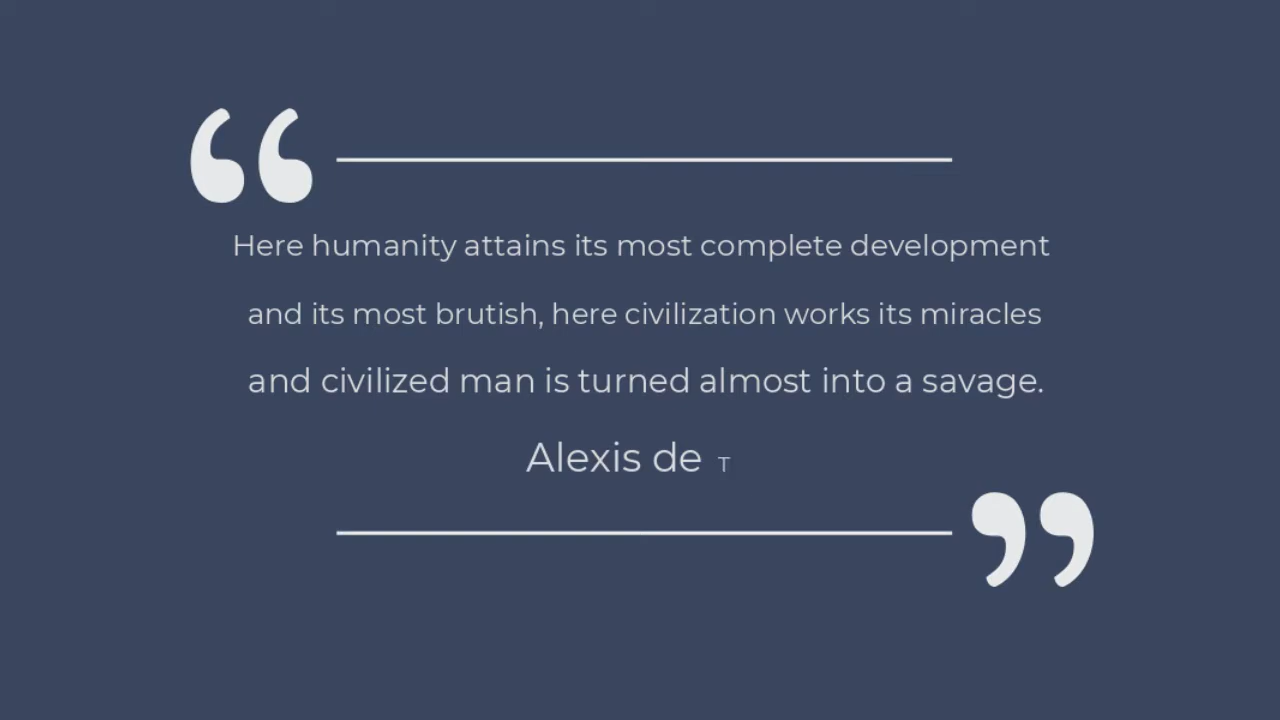 Here humanity attains its most complete development
and its most brutish, here civilization works its miracles
and civilized man is turned almost into a savage.
Alexis de T